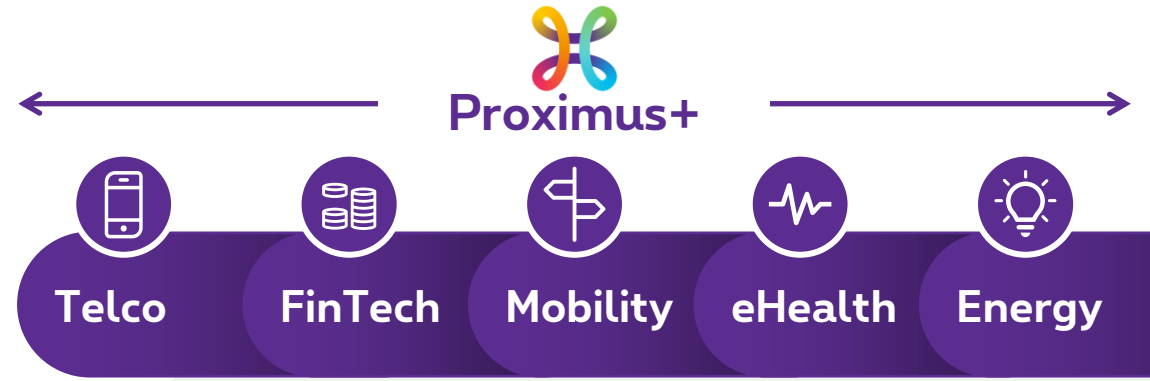 Proximus+
Telco
FinTech
Mobility
eHealth
Energy